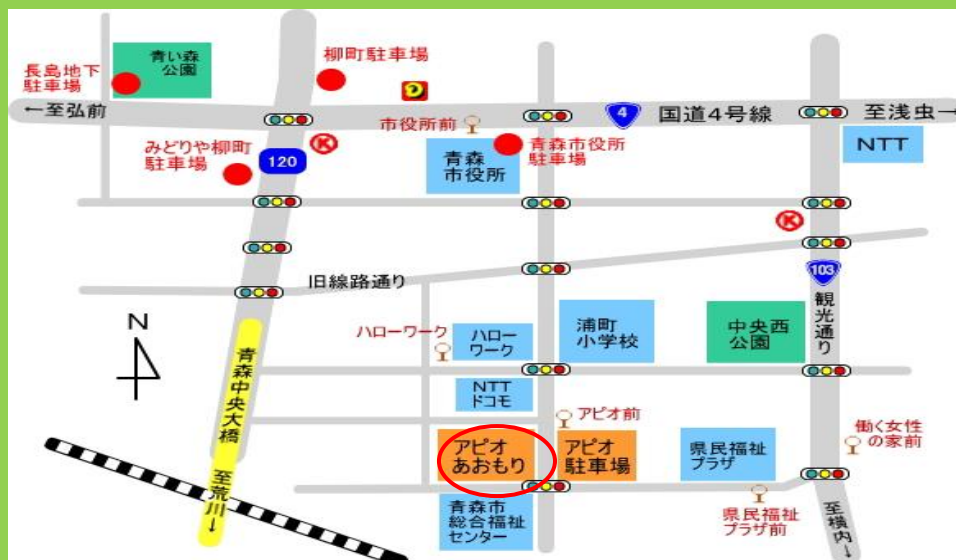 長島地下
駐車場
青い森
公園
柳町駐車場
?
←至弘前
市役所前
4
国道4号線
至浅虫→
NTT
みどりや柳町
駐車場
120
K
青森
市役所
青森市役所
駐車場
K
旧線路通り
103
観光通り
N
ハローワーク
ハロー
ワーク
浦町
小学校
中央西
公園
青森中央大橋
至荒川→
NTT
ドコモ
アピオ前
アピオ
あおもり
アピオ
駐車場
県民福祉
プラザ
働く女性
の家前
青森市
総合福祉
センター
県民福祉
プラザ前
至横内→